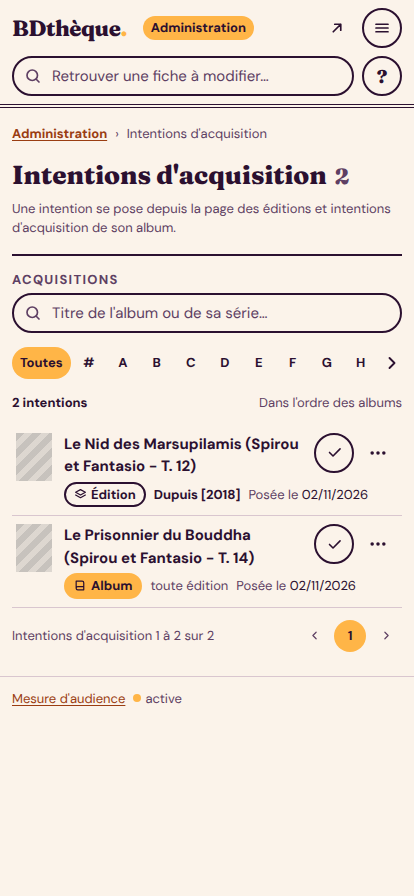 BDthèque.
Administration
Retrouver une fiche à modifier...
?
Administration › Intentions d'acquisition
Intentions d'acquisition 2
Une intention se pose depuis la page des éditions et intentions
d'acquisition de son album.
ACQUISITIONS
Titre de l'album ou de sa série...
Toutes # A B C D E F G H
2 intentions
Dans l'ordre des albums
Le Nid des Marsupilamis (Spirou
et Fantasio – T. 12)
Édition Dupuis [2018] Posée le 02/11/2026
Le Prisonnier du Bouddha
(Spirou et Fantasio – T. 14)
Album toute édition Posée le 02/11/2026
Intentions d'acquisition 1 à 2 sur 2
‹ 1 ›
Mesure d'audience active